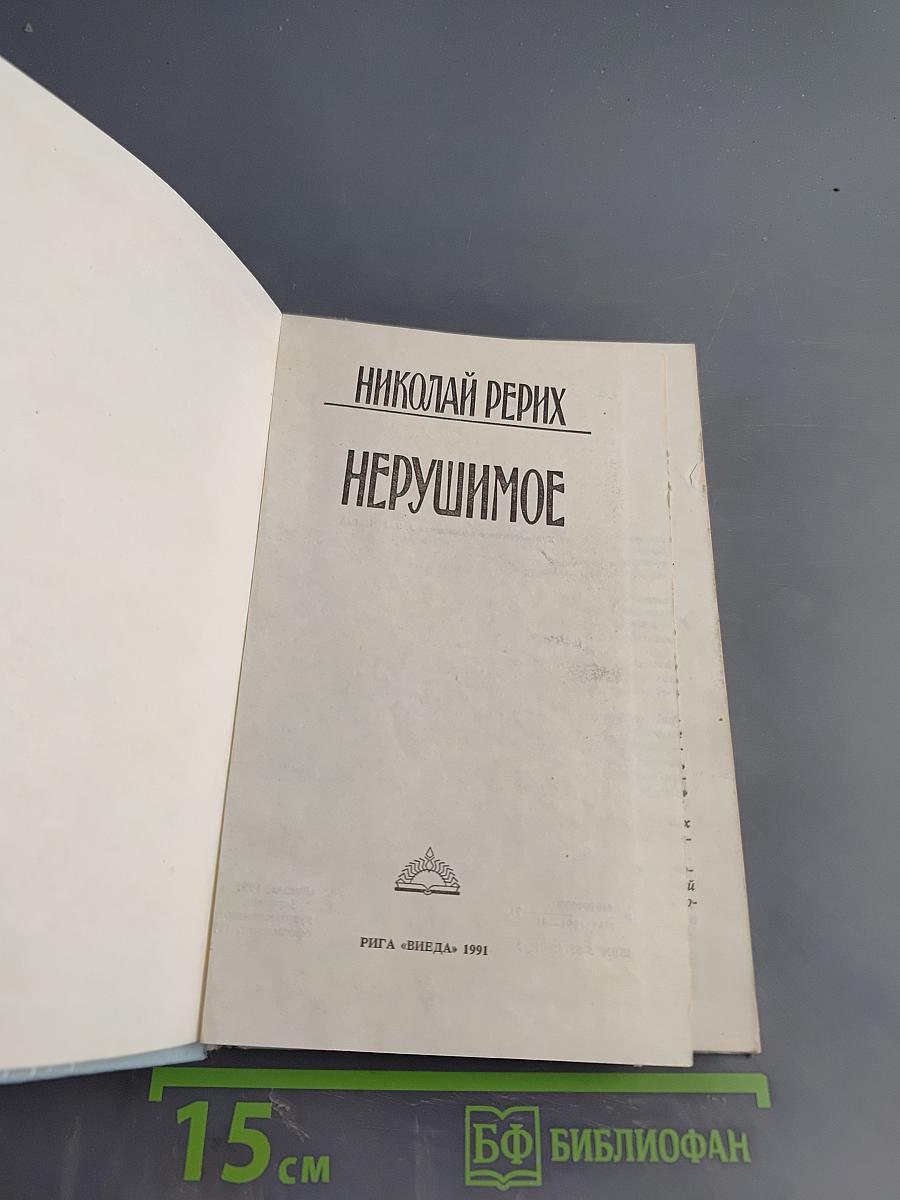 НИКОЛАЙ РЕРИХ
НЕРУШИМОЕ
РИГА «ВИЕДА» 1991
15 см
БФ БИБЛИОФАН